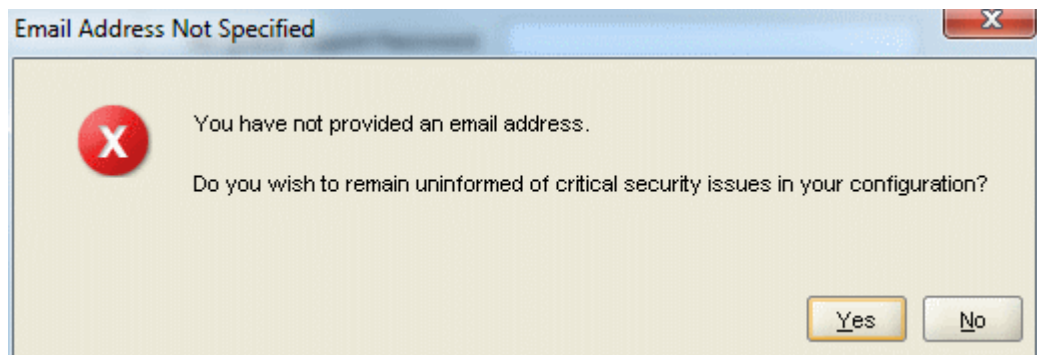 Email Address Not Specified
You have not provided an email address.
Do you wish to remain uninformed of critical security issues in your configuration?
Yes
No